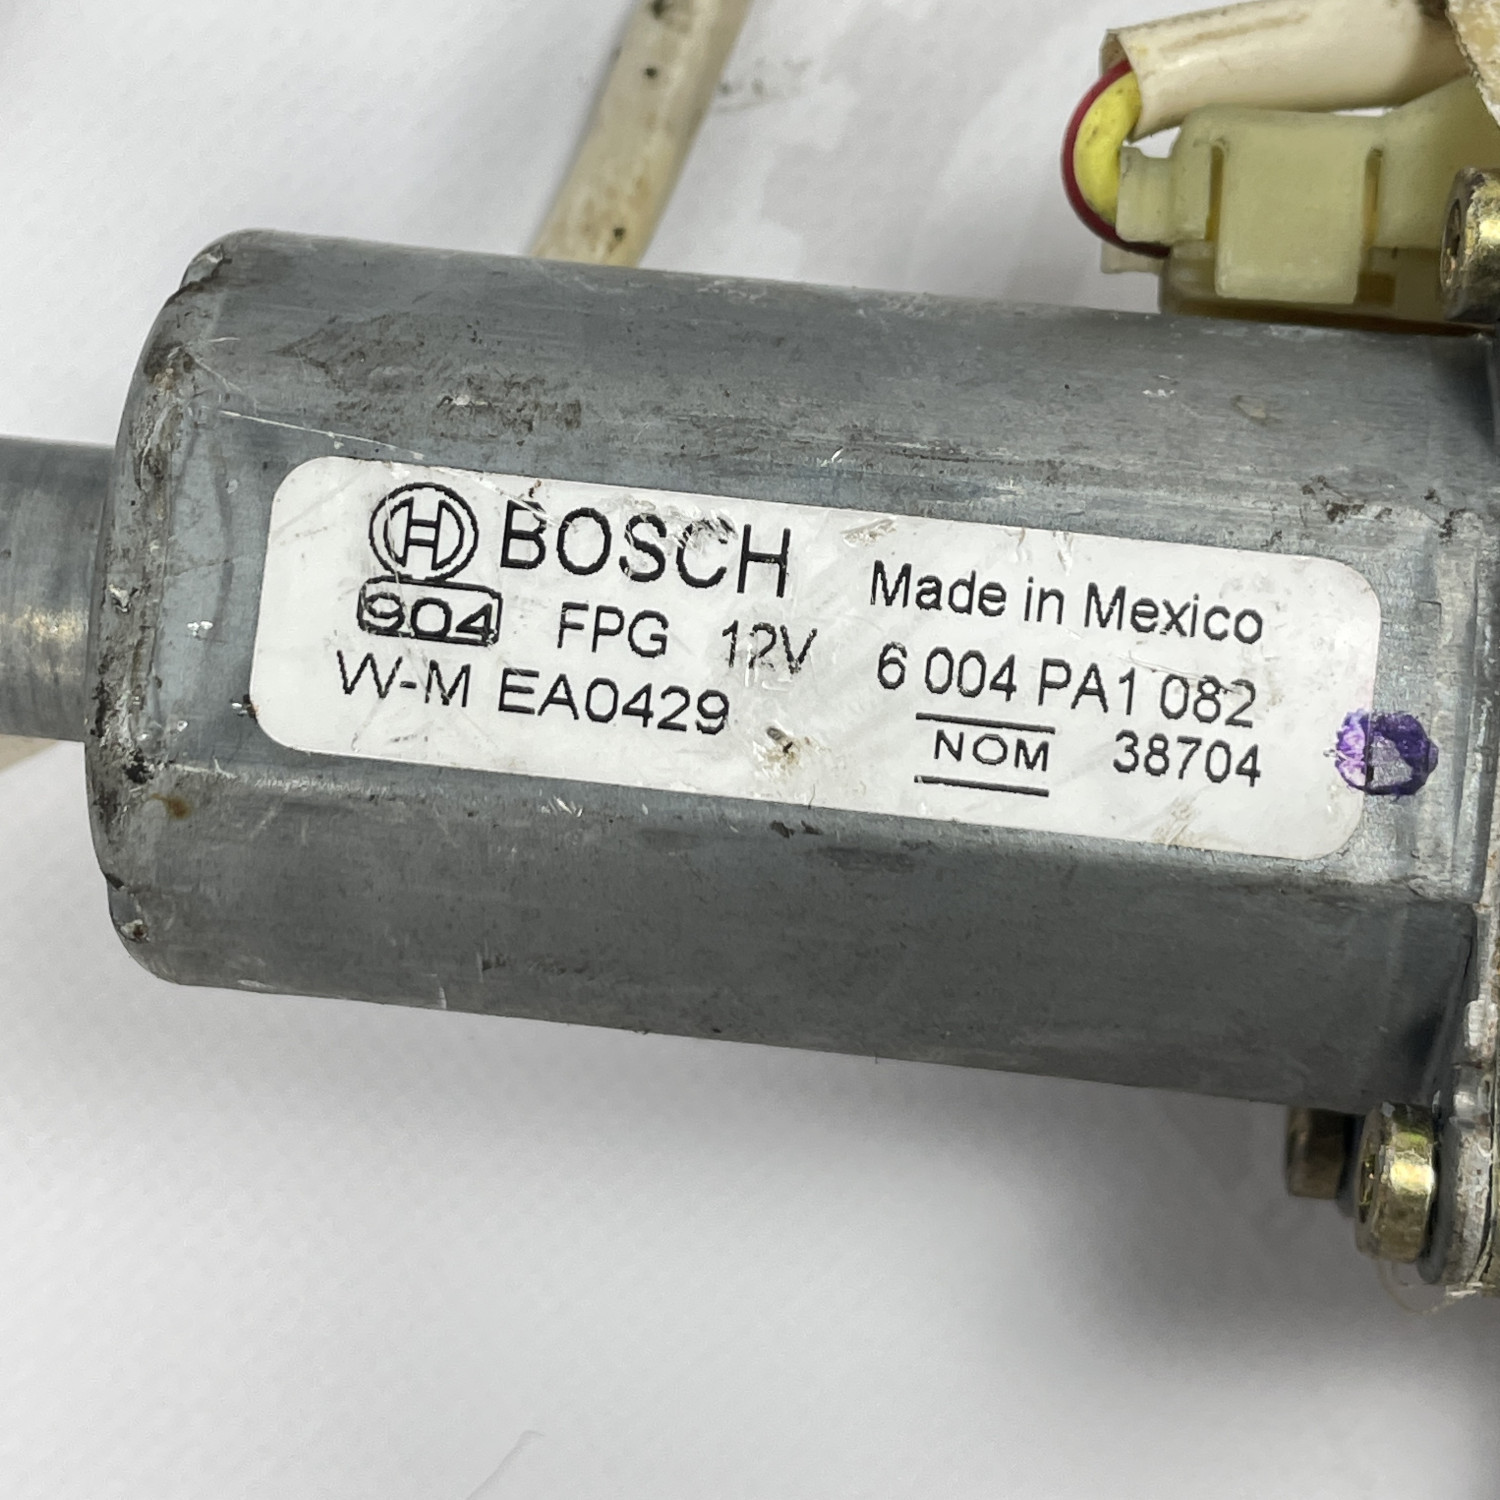 BOSCH
Made in Mexico
904 FPG 12V
6 004 PA1 082
W-M EA0429
NOM 38704